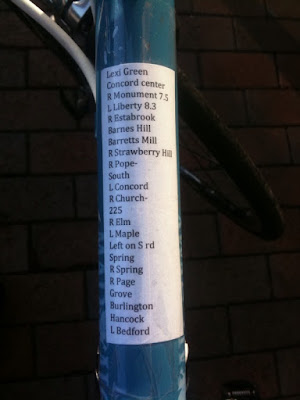 Lexi Green
Concord center
R Monument 7.5
L Liberty 8.3
R Estabrook
Barnes Hill
Barretts Mill
R Strawberry Hill
R Pope-
South
L Concord
R Church-
225
R Elm
L Maple
Left on S rd
Spring
R Spring
R Page
Grove
Burlington
Hancock
L Bedford